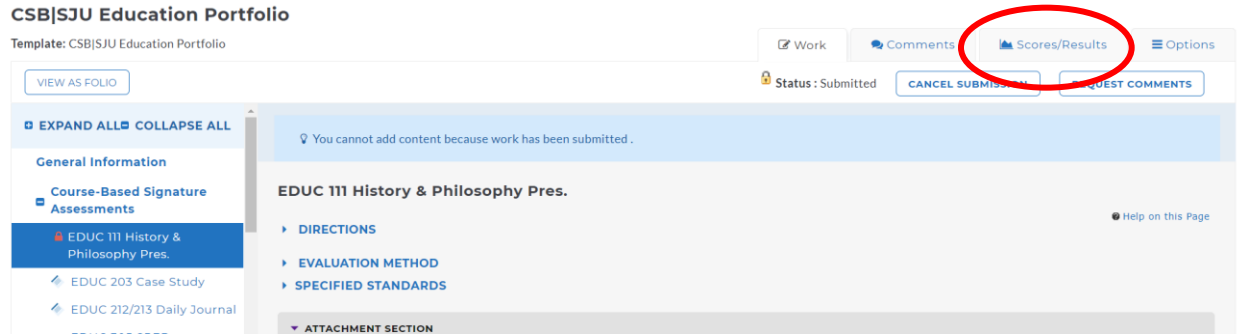 CSB|SJU Education Portfolio
Template: CSB|SJU Education Portfolio
Work
Comments
Scores/Results
Options
VIEW AS FOLIO
Status : Submitted
CANCEL SUBMISSION
REQUEST COMMENTS
EXPAND ALL COLLAPSE ALL
You cannot add content because work has been submitted .
General Information
Course-Based Signature
Assessments
EDUC 111 History &
Philosophy Pres.
EDUC 203 Case Study
EDUC 212/213 Daily Journal
EDUC 111 History & Philosophy Pres.
Help on this Page
DIRECTIONS
EVALUATION METHOD
SPECIFIED STANDARDS
ATTACHMENT SECTION